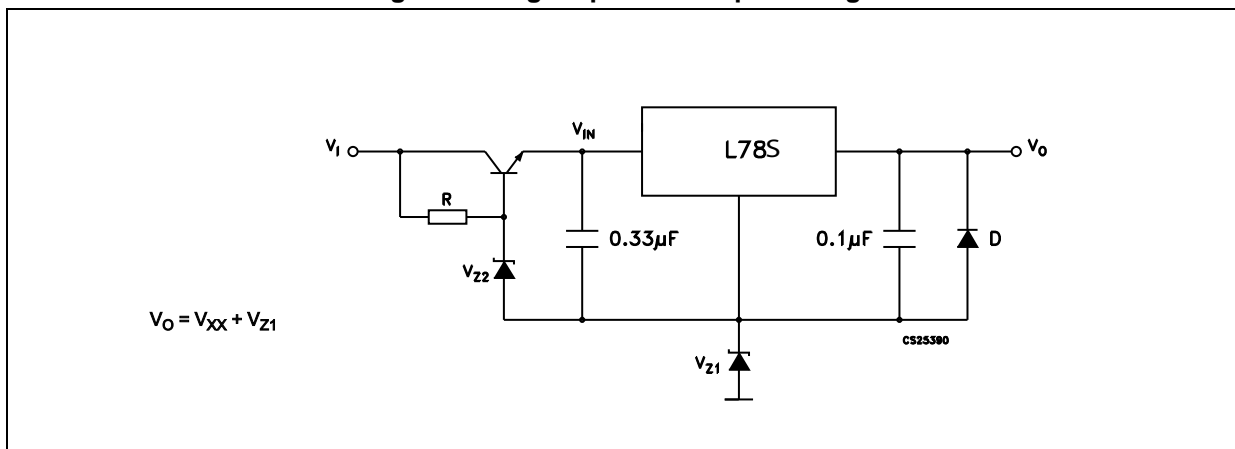 V_IN
V_I
L78S
V_O
R
0.33µF
0.1µF
D
V_Z2
V_O = V_XX + V_Z1
CS25390
V_Z1